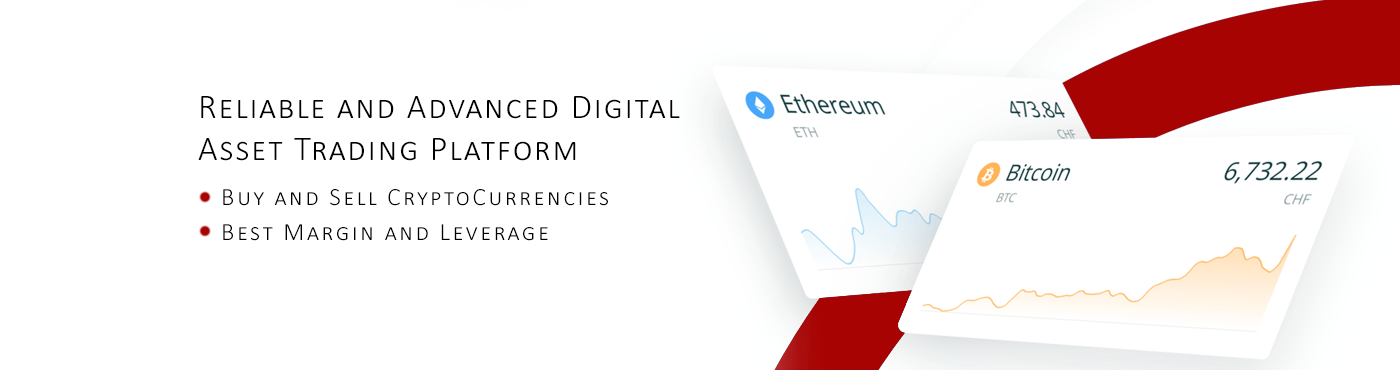 Reliable and Advanced Digital
Asset Trading Platform
Buy and Sell CryptoCurrencies
Best Margin and Leverage
Ethereum 473.84
ETH CHF
Bitcoin 6,732.22
BTC CHF